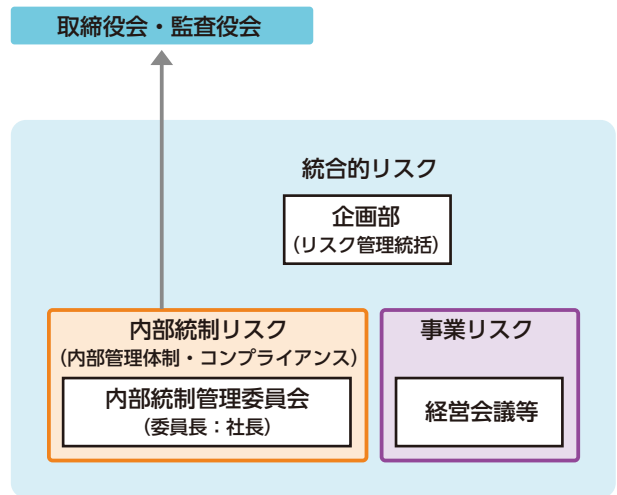 取締役会・監査役会
統合的リスク
企画部
（リスク管理統括）
内部統制リスク
（内部管理体制・コンプライアンス）
内部統制管理委員会
（委員長：社長）
事業リスク
経営会議等